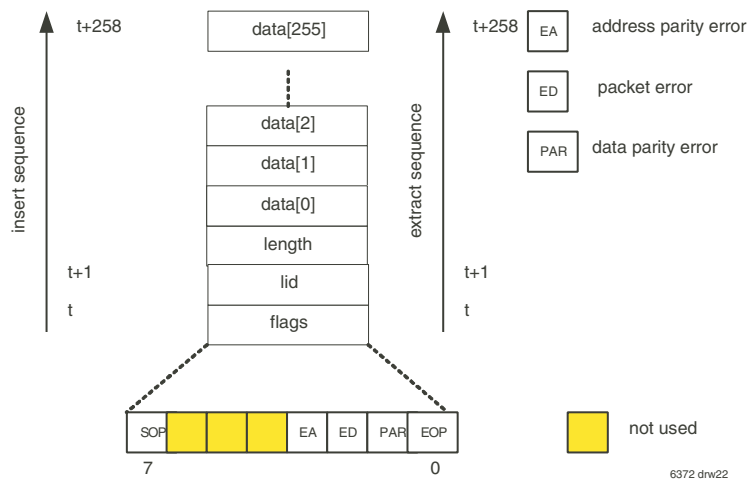 t+258
data[255]
t+258
EA
address parity error
ED
packet error
PAR
data parity error
insert sequence
data[2]
data[1]
data[0]
length
lid
flags
extract sequence
t+1
t
t+1
t
SOP
EA
ED
PAR
EOP
7
0
not used
6372 drw22